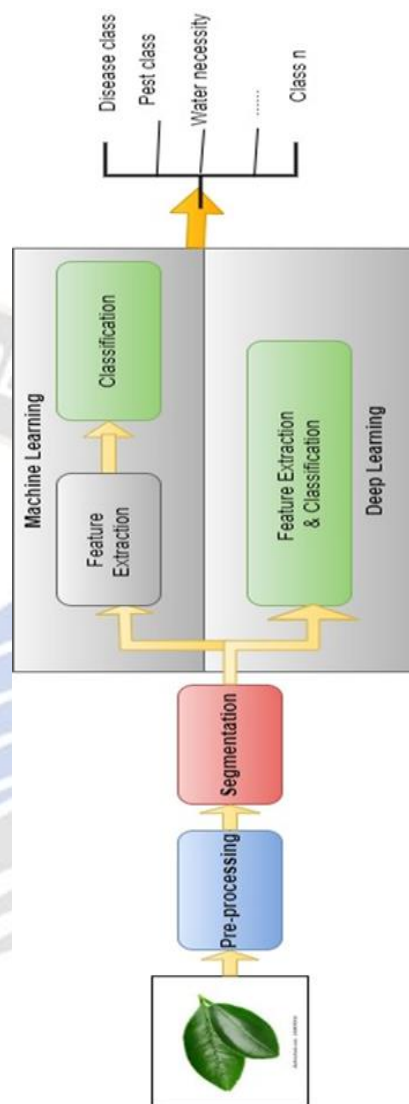 Pre-processing
Segmentation
Machine Learning
Feature
Extraction
Classification
Feature Extraction
& Classification
Deep Learning
Disease class
Pest class
Water necessity
......
Class n